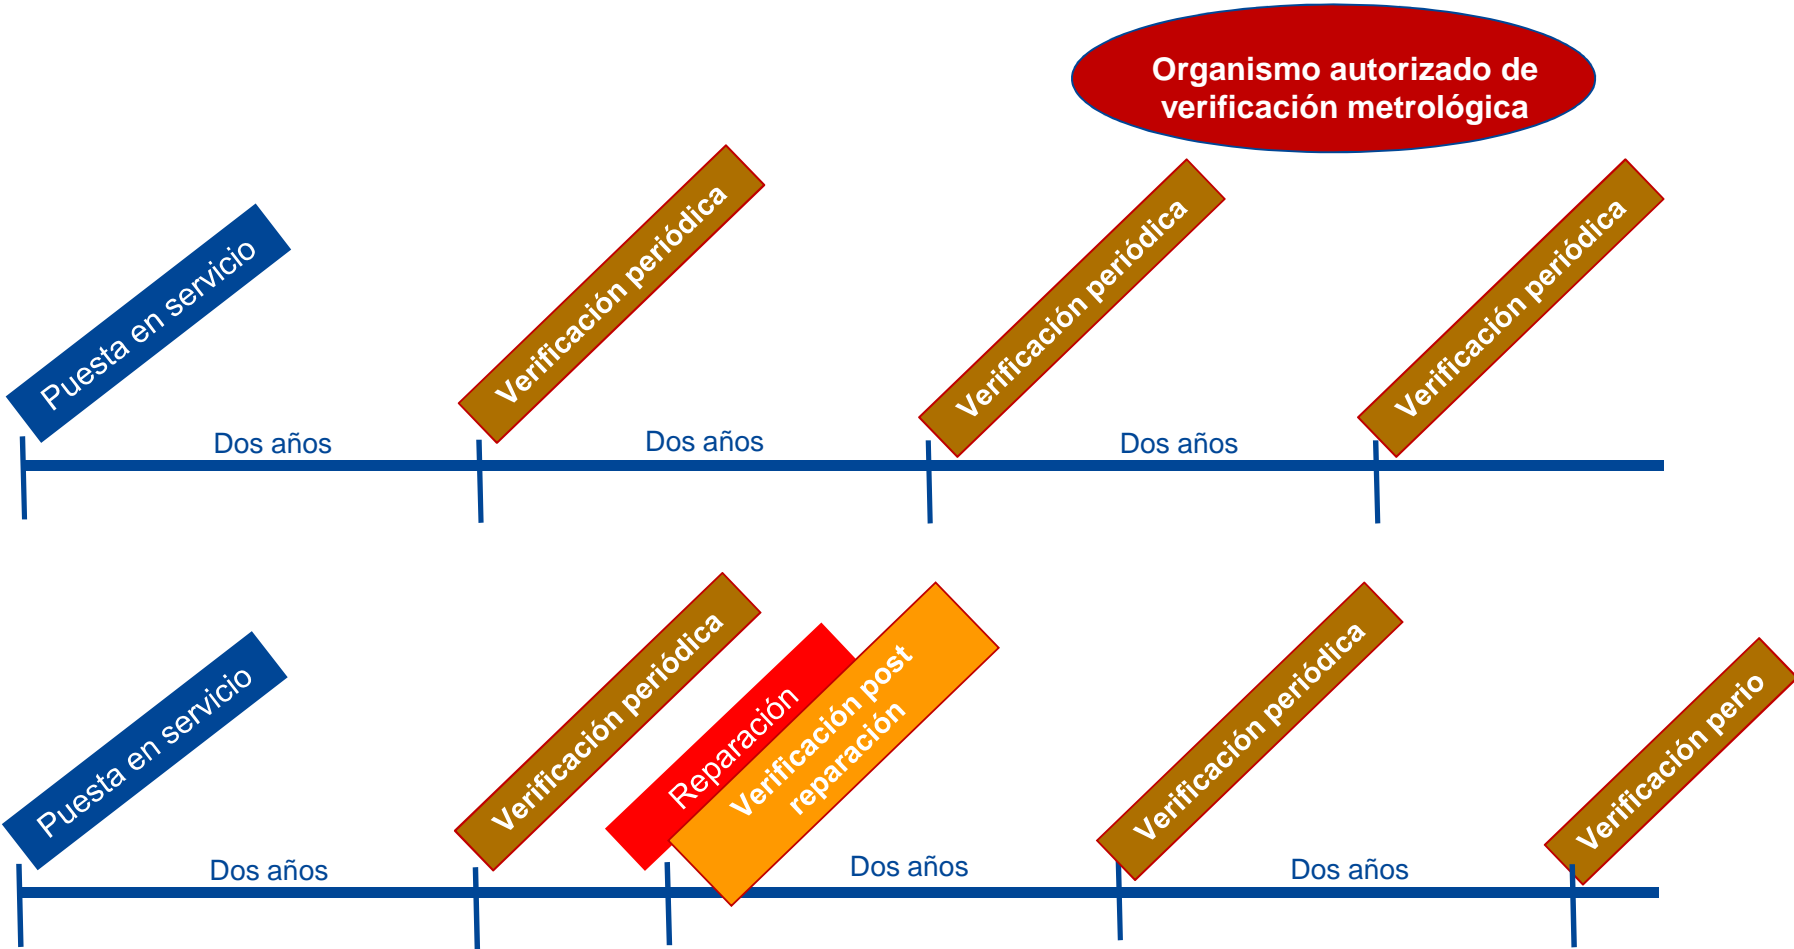 Organismo autorizado de
verificación metrológica
Puesta en servicio
Verificación periódica
Verificación periódica
Verificación periódica
Dos años
Dos años
Dos años
Puesta en servicio
Verificación periódica
Reparación
Verificación post
reparación
Verificación periódica
Verificación perio
Dos años
Dos años
Dos años